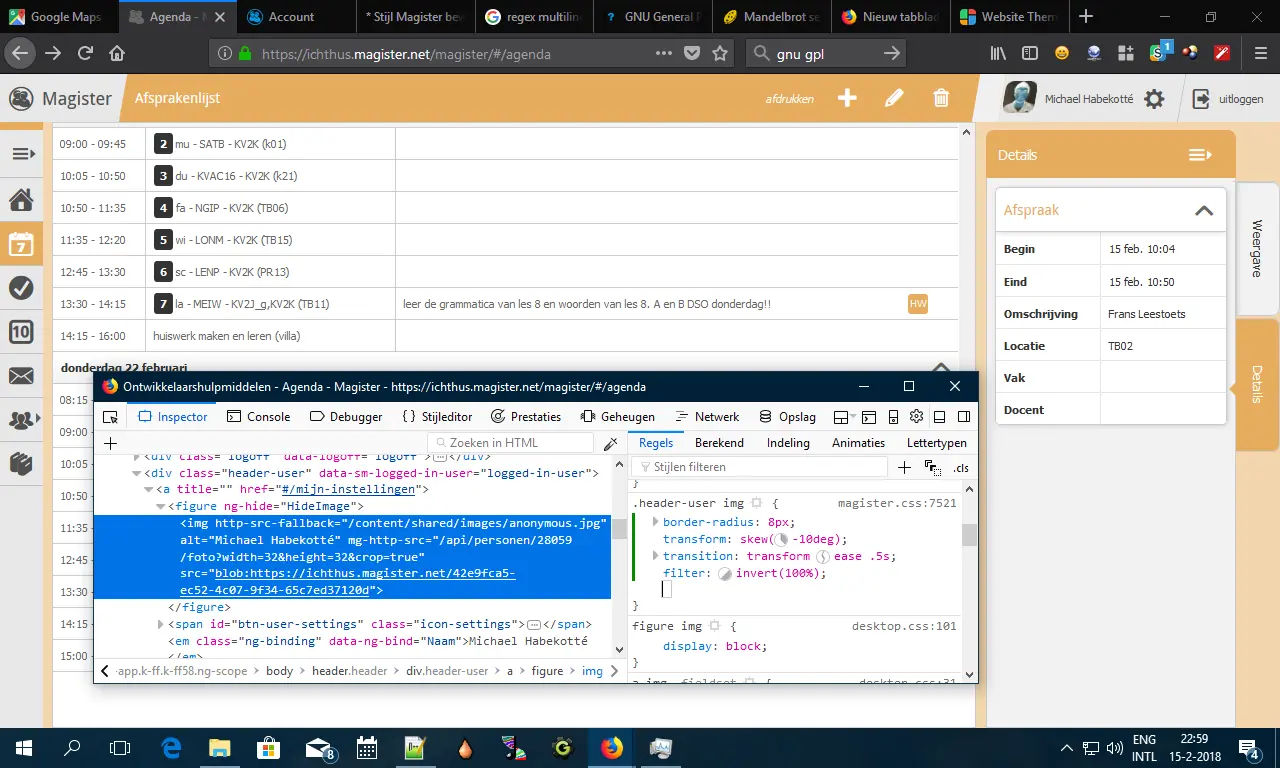 Google Maps
Agenda - M
Account
* Stijl Magister bew
regex multilin
GNU General P
Mandelbrot se
Nieuw tabblad
Website Them
https://ichthus.magister.net/magister/#/agenda
gnu gpl
1
Magister
Afsprakenlijst
afdrukken
Michael Habekotté
uitloggen
09:00 - 09:45 2 mu - SATB - KV2K (k01)
10:05 - 10:50 3 du - KVAC16 - KV2K (k21)
10:50 - 11:35 4 fa - NGIP - KV2K (TB06)
11:35 - 12:20 5 wi - LONM - KV2K (TB15)
12:45 - 13:30 6 sc - LENP - KV2K (PR13)
13:30 - 14:15 7 la - MEIW - KV2J_g,KV2K (TB11) leer de grammatica van les 8 en woorden van les 8. A en B DSO donderdag!! HW
14:15 - 16:00 huiswerk maken en leren (villa)
donderdag 22 februari
08:15
09:00
10:05
10:50
11:35
12:45
13:30
14:15
15:00
7
10
Details
Afspraak
Begin 15 feb. 10:04
Eind 15 feb. 10:50
Omschrijving Frans Leestoets
Locatie TB02
Vak
Docent
Weergave
Details
Ontwikkelaarshulpmiddelen - Agenda - Magister - https://ichthus.magister.net/magister/#/agenda
Inspector
Console
Debugger
Stijleditor
Prestaties
Geheugen
Netwerk
Opslag
Zoeken in HTML
<div class="logoff" data-logoff="logoff"></div>
<div class="header-user" data-sm-logged-in-user="logged-in-user">
<a title="" href="#/mijn-instellingen">
<figure ng-hide="HideImage">
<img http-src-fallback="/content/shared/images/anonymous.jpg"
alt="Michael Habekotté" mg-http-src="/api/personen/28059
/foto?width=32&height=32&crop=true"
src="blob:https://ichthus.magister.net/42e9fca5-
ec52-4c07-9f34-65c7ed37120d">
</figure>
<span id="btn-user-settings" class="icon-settings"></span>
<em class="ng-binding" data-ng-bind="Naam">Michael Habekotté
</em>
-app.k-ff.k-ff58.ng-scope
body
header.header
div.header-user
a
figure
img
Regels
Berekend
Indeling
Animaties
Lettertypen
Stijlen filteren
.cls
}
.header-user img { magister.css:7521
border-radius: 8px;
transform: skew(-10deg);
transition: transform ease .5s;
filter: invert(100%);
}
figure img { desktop.css:101
display: block;
}
a img, fieldset { desktop.css:31
8
ENG
INTL
22:59
15-2-2018
4